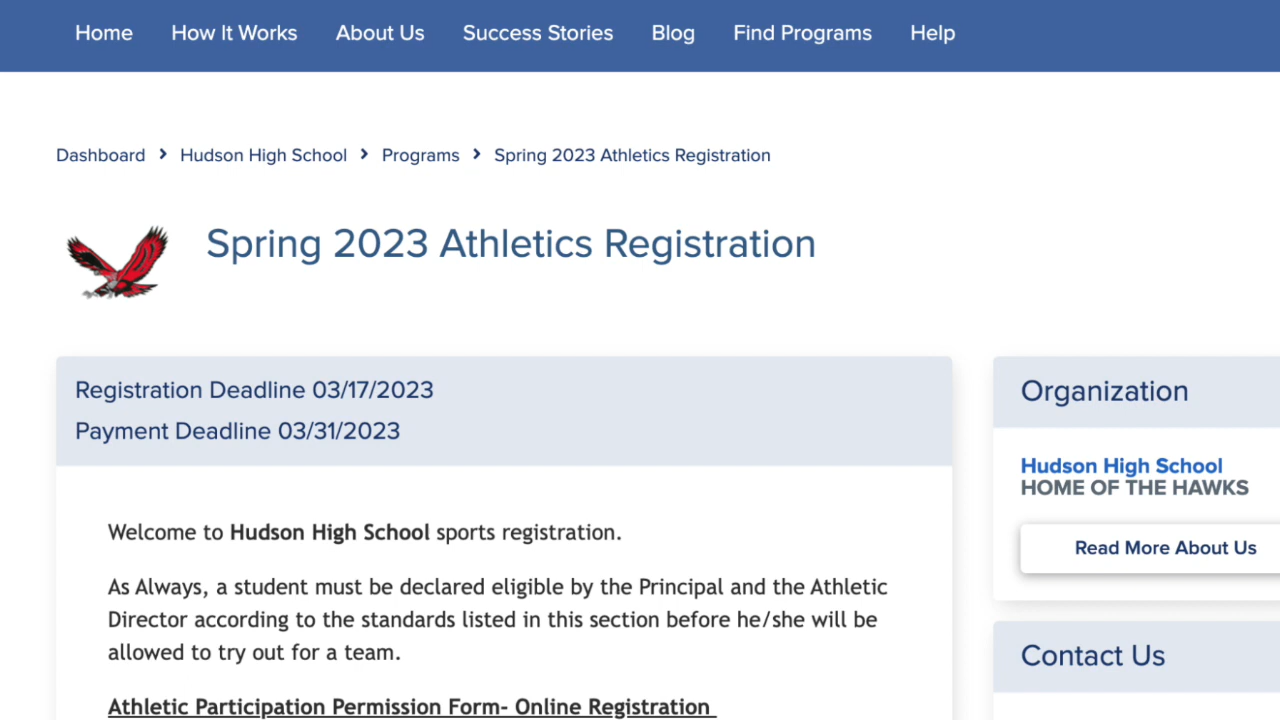 Home How It Works About Us Success Stories Blog Find Programs Help
Dashboard > Hudson High School > Programs > Spring 2023 Athletics Registration
Spring 2023 Athletics Registration
Registration Deadline 03/17/2023
Payment Deadline 03/31/2023
Welcome to Hudson High School sports registration.
As Always, a student must be declared eligible by the Principal and the Athletic
Director according to the standards listed in this section before he/she will be
allowed to try out for a team.
Athletic Participation Permission Form- Online Registration
Organization
Hudson High School
HOME OF THE HAWKS
Read More About Us
Contact Us